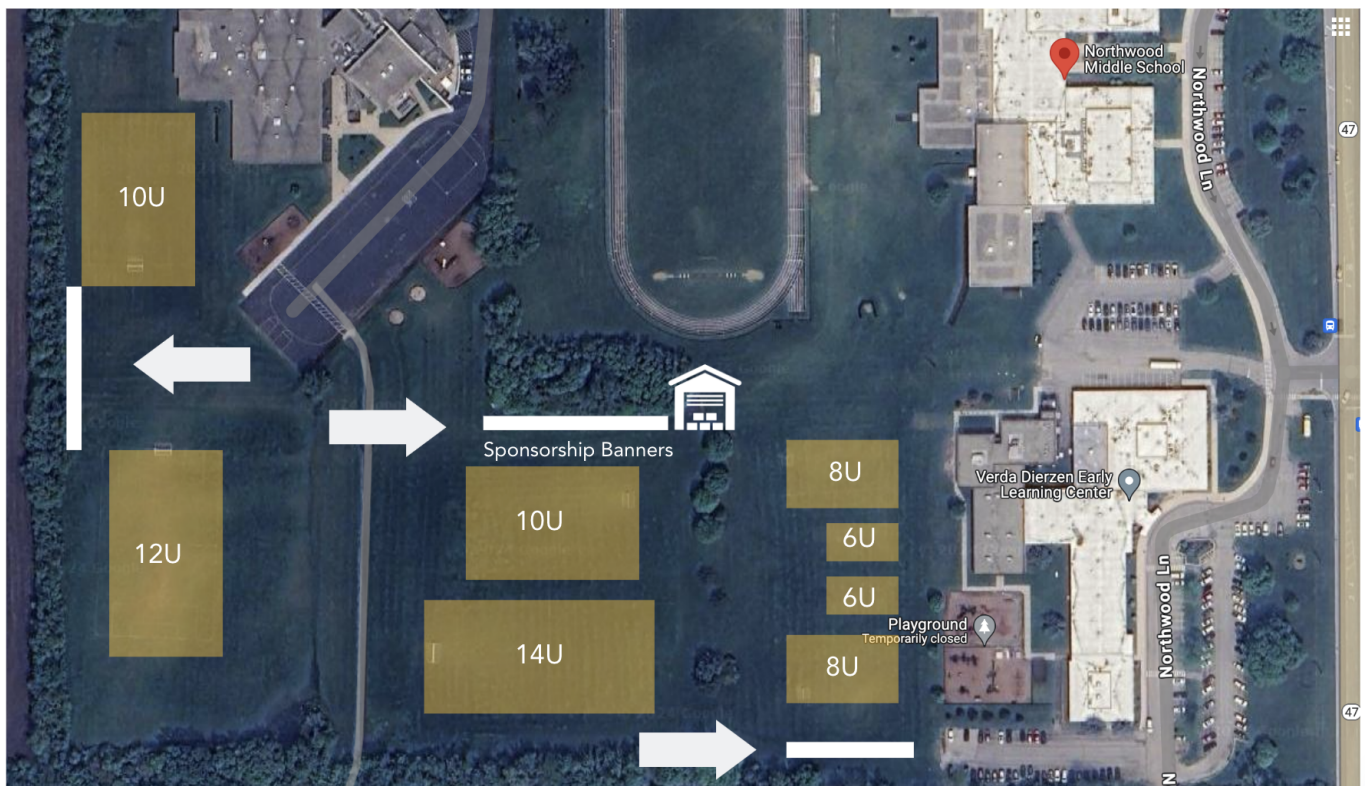 Northwood
Middle School
Northwood Ln
47
10U
Sponsorship Banners
8U
10U
6U
12U
6U
14U
8U
Verda Dierzen Early
Learning Center
Playground
Temporarily closed
Northwood Ln
47
N